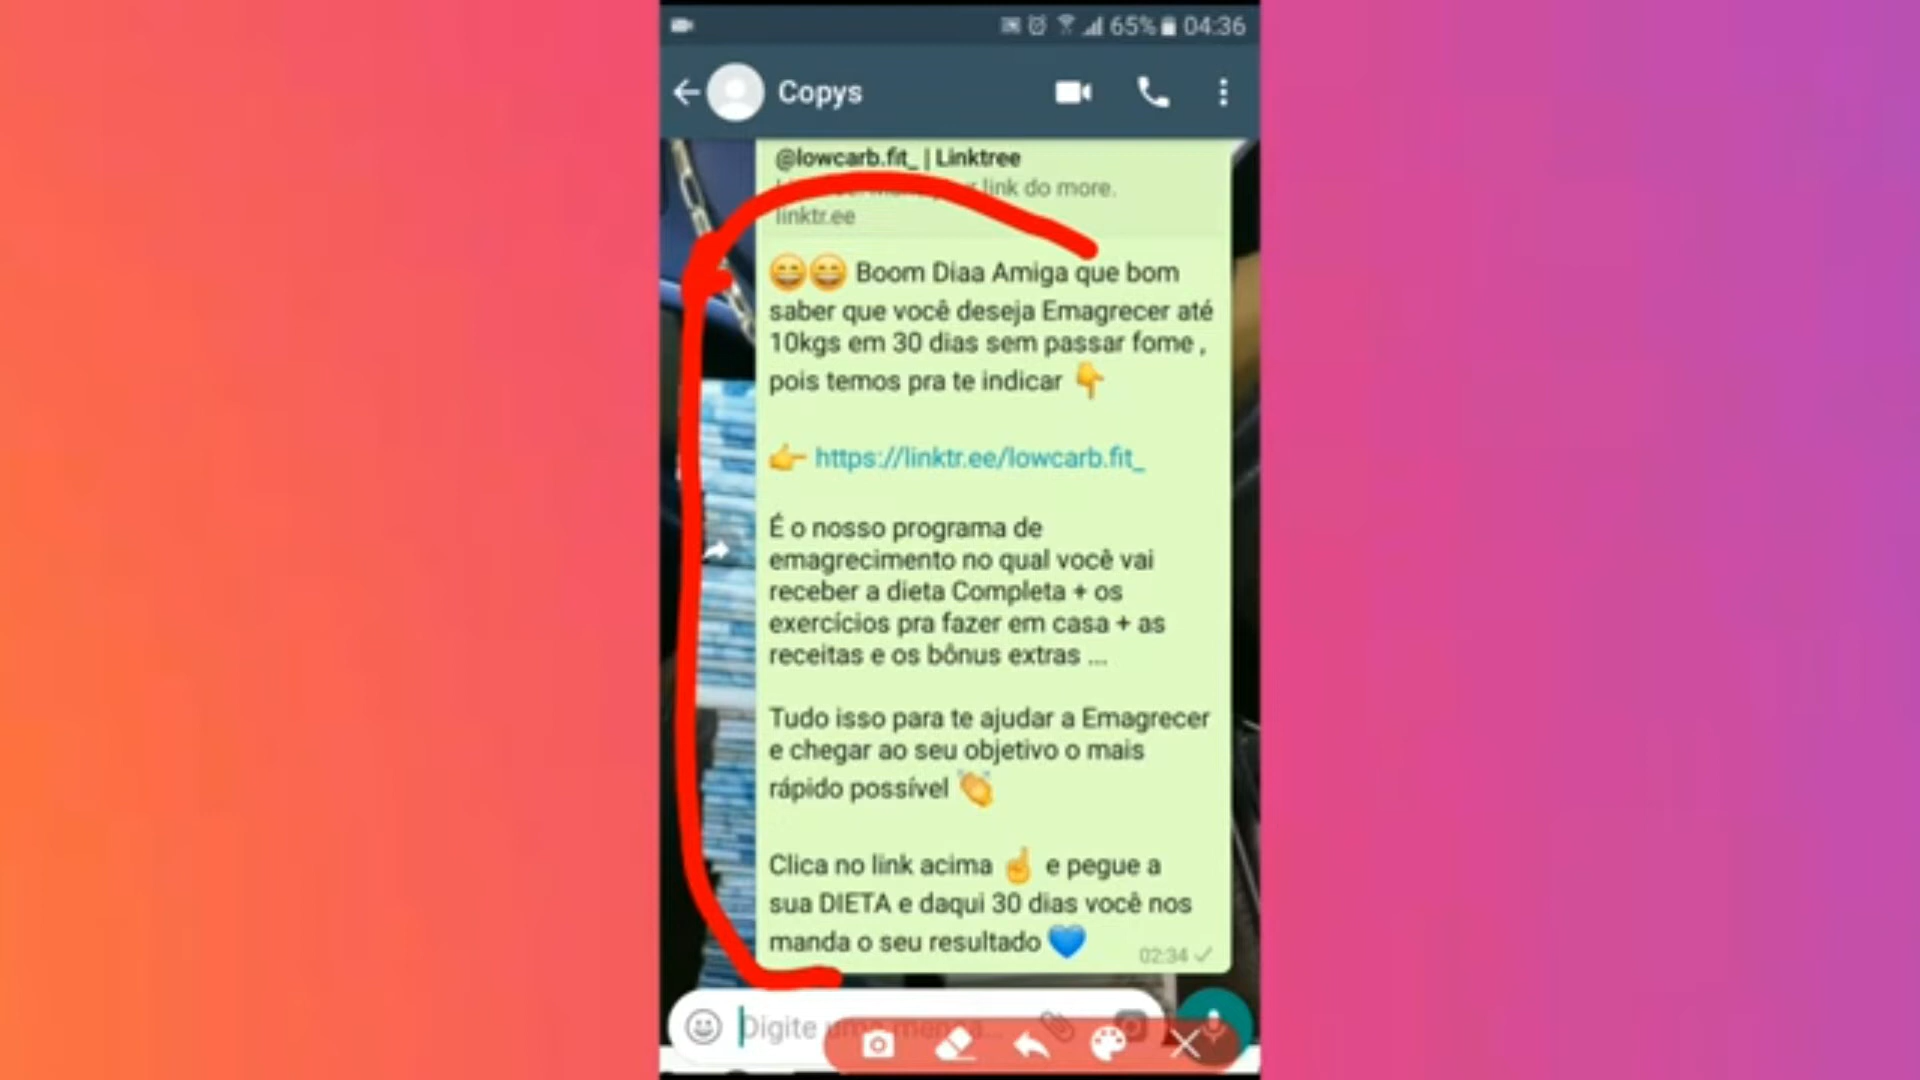 65% 04:36
Copys
@lowcarb.fit_ | Linktree
link do more.
linktr.ee
😄😄 Boom Diaa Amiga que bom
saber que você deseja Emagrecer até
10kgs em 30 dias sem passar fome ,
pois temos pra te indicar 👇
👉 https://linktr.ee/lowcarb.fit_
É o nosso programa de
emagrecimento no qual você vai
receber a dieta Completa + os
exercícios pra fazer em casa + as
receitas e os bônus extras ...
Tudo isso para te ajudar a Emagrecer
e chegar ao seu objetivo o mais
rápido possível 👏
Clica no link acima ☝ e pegue a
sua DIETA e daqui 30 dias você nos
manda o seu resultado 💙
02:34
Digite